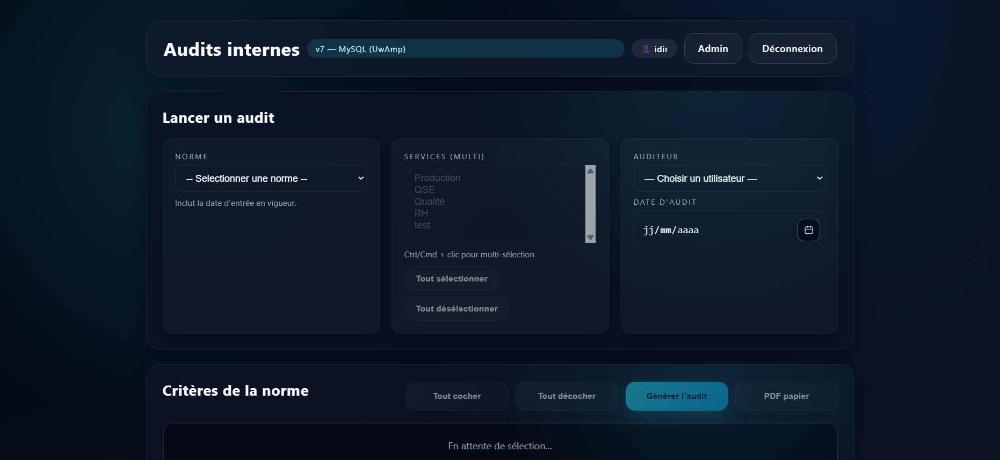 Audits internes
v7 — MySQL (UwAmp)
idir
Admin
Déconnexion
Lancer un audit
NORME
-- Selectionner une norme --
Inclut la date d’entrée en vigueur.
SERVICES (MULTI)
Production
QSE
Qualité
RH
test
Ctrl/Cmd + clic pour multi-sélection
Tout sélectionner
Tout désélectionner
AUDITEUR
— Choisir un utilisateur —
DATE D’AUDIT
jj/mm/aaaa
Critères de la norme
Tout cocher
Tout décocher
Générer l’audit
PDF papier
En attente de sélection...